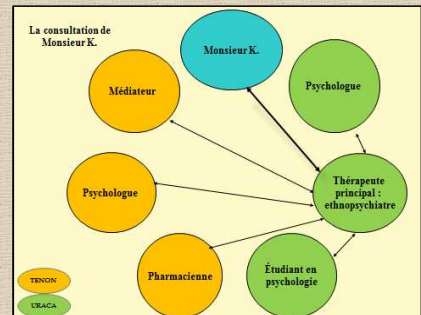 La consultation de
Monsieur K.
Monsieur K.
Médiateur
Psychologue
Psychologue
Thérapeute
principal :
ethnopsychiatre
Pharmacienne
Étudiant en
psychologie
TENON
URACA